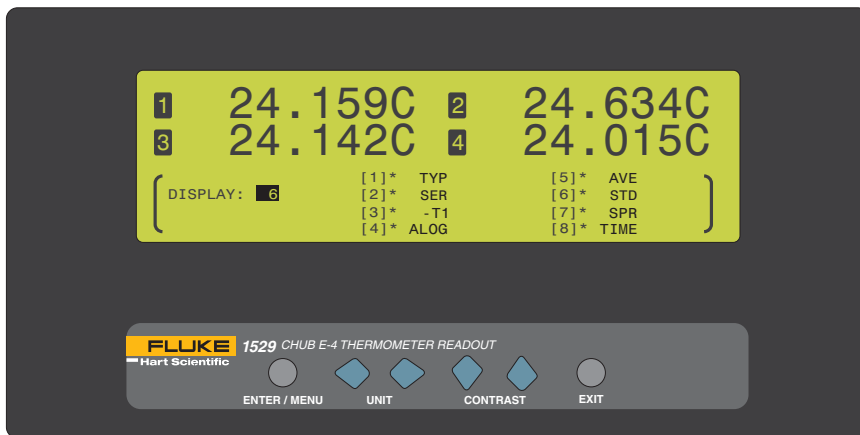 1 24.159C 2 24.634C
3 24.142C 4 24.015C
DISPLAY: 6
[1]* TYP
[2]* SER
[3]* -T1
[4]* ALOG
[5]* AVE
[6]* STD
[7]* SPR
[8]* TIME
FLUKE
Hart Scientific
1529 CHUB E-4 THERMOMETER READOUT
ENTER / MENU UNIT CONTRAST EXIT